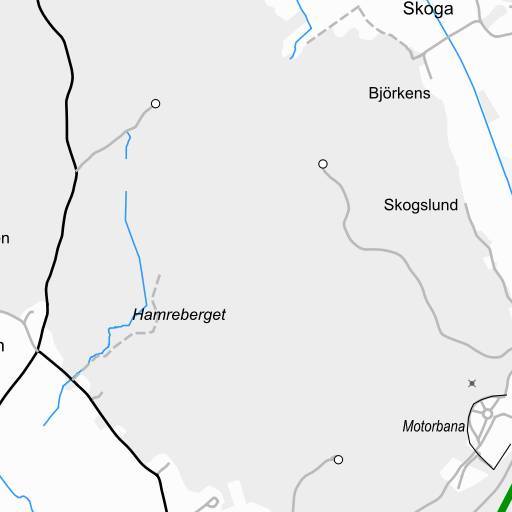 Skoga
Björkens
Skogslund
n
Hamreberget
n
Motorbana